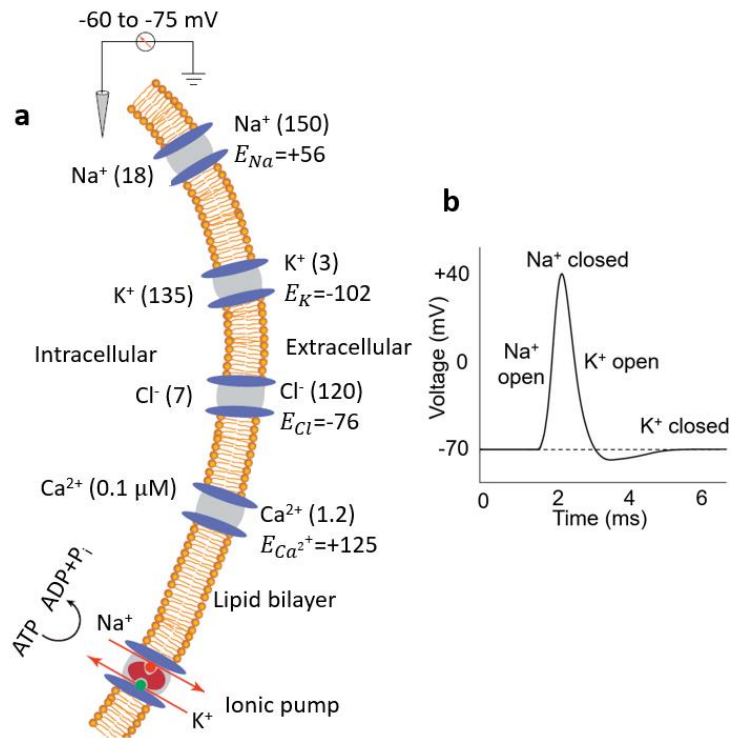 -60 to -75 mV
a
Na⁺ (150)
E_Na=+56
Na⁺ (18)
K⁺ (3)
K⁺ (135)
E_K=-102
Intracellular
Extracellular
Cl⁻ (7)
Cl⁻ (120)
E_Cl=-76
Ca²⁺ (0.1 μM)
Ca²⁺ (1.2)
E_Ca²⁺=+125
Lipid bilayer
ATP
ADP+Pᵢ
Na⁺
Ionic pump
K⁺
b
Voltage (mV)
+40
0
-70
Na⁺ closed
Na⁺
open
K⁺ open
K⁺ closed
0
2
4
6
Time (ms)